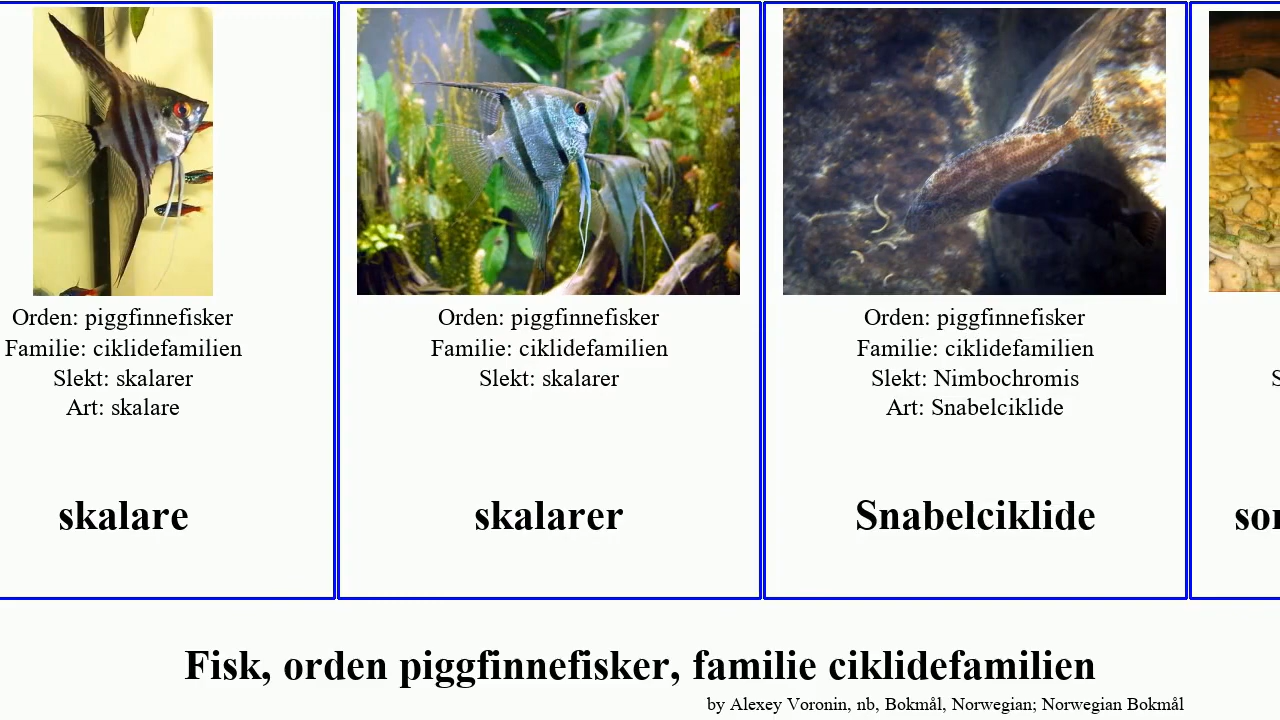 Orden: piggfinnefisker
Familie: ciklidefamilien
Slekt: skalarer
Art: skalare
skalare
Orden: piggfinnefisker
Familie: ciklidefamilien
Slekt: skalarer
skalarer
Orden: piggfinnefisker
Familie: ciklidefamilien
Slekt: Nimbochromis
Art: Snabelciklide
Snabelciklide
Fisk, orden piggfinnefisker, familie ciklidefamilien
by Alexey Voronin, nb, Bokmål, Norwegian; Norwegian Bokmål